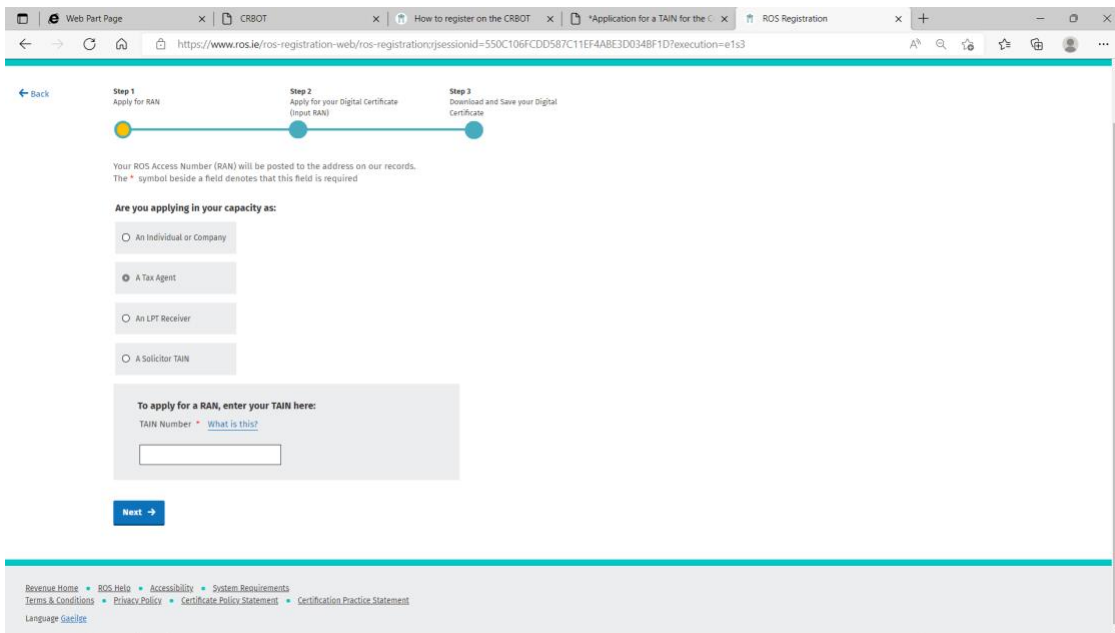 Web Part Page
CRBOT
How to register on the CRBOT
*Application for a TAIN for the C
ROS Registration
https://www.ros.ie/ros-registration-web/ros-registration;rjsessionid=550C106FCDD587C11EF4ABE3D034BF1D?execution=e1s3
Back
Step 1
Apply for RAN
Step 2
Apply for your Digital Certificate
(Input RAN)
Step 3
Download and Save your Digital
Certificate
Your ROS Access Number (RAN) will be posted to the address on our records.
The * symbol beside a field denotes that this field is required
Are you applying in your capacity as:
An Individual or Company
A Tax Agent
An LPT Receiver
A Solicitor TAIN
To apply for a RAN, enter your TAIN here:
TAIN Number * What is this?
Next
Revenue Home • ROS Help • Accessibility • System Requirements
Terms & Conditions • Privacy Policy • Certificate Policy Statement • Certification Practice Statement
Language Gaeilge